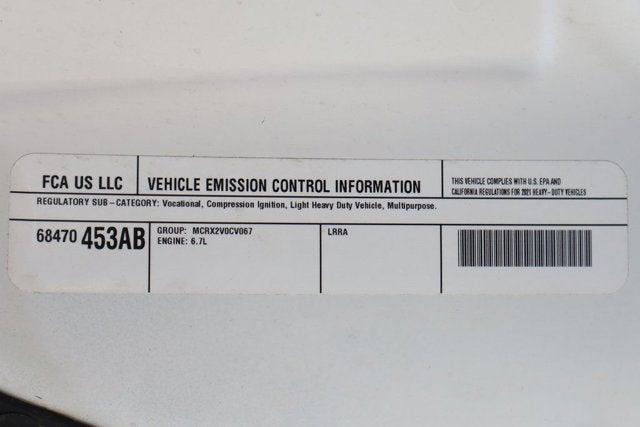 FCA US LLC
VEHICLE EMISSION CONTROL INFORMATION
THIS VEHICLE COMPLIES WITH U.S. EPA AND
CALIFORNIA REGULATIONS FOR 2021 HEAVY-DUTY VEHICLES
REGULATORY SUB-CATEGORY: Vocational, Compression Ignition, Light Heavy Duty Vehicle, Multipurpose.
68470 453AB
GROUP: MCRX2V0CV067
ENGINE: 6.7L
LRRA